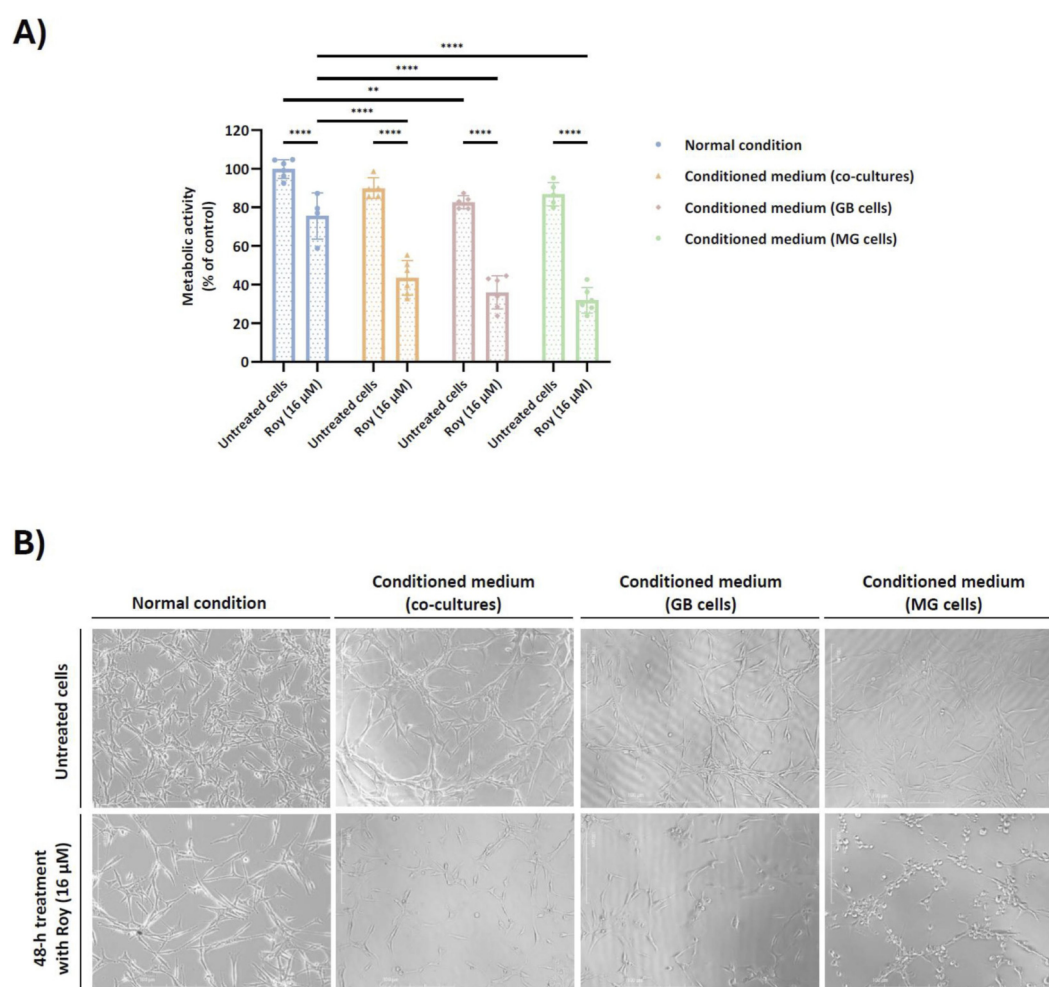 A)
****
****
**
****
****
****
****
****
120
100
80
60
40
20
0
Metabolic activity
(% of control)
Untreated cells
Roy (16 μM)
Untreated cells
Roy (16 μM)
Untreated cells
Roy (16 μM)
Untreated cells
Roy (16 μM)
Normal condition
Conditioned medium (co-cultures)
Conditioned medium (GB cells)
Conditioned medium (MG cells)
B)
Normal condition
Conditioned medium
(co-cultures)
Conditioned medium
(GB cells)
Conditioned medium
(MG cells)
Untreated cells
48-h treatment
with Roy (16 μM)